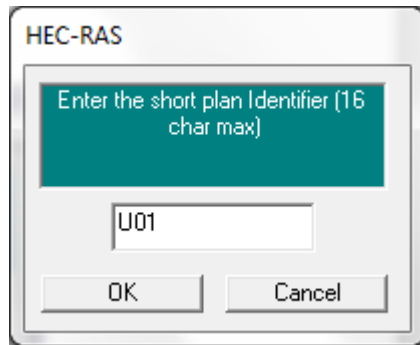 HEC-RAS
Enter the short plan Identifier (16
char max)
U01
OK Cancel